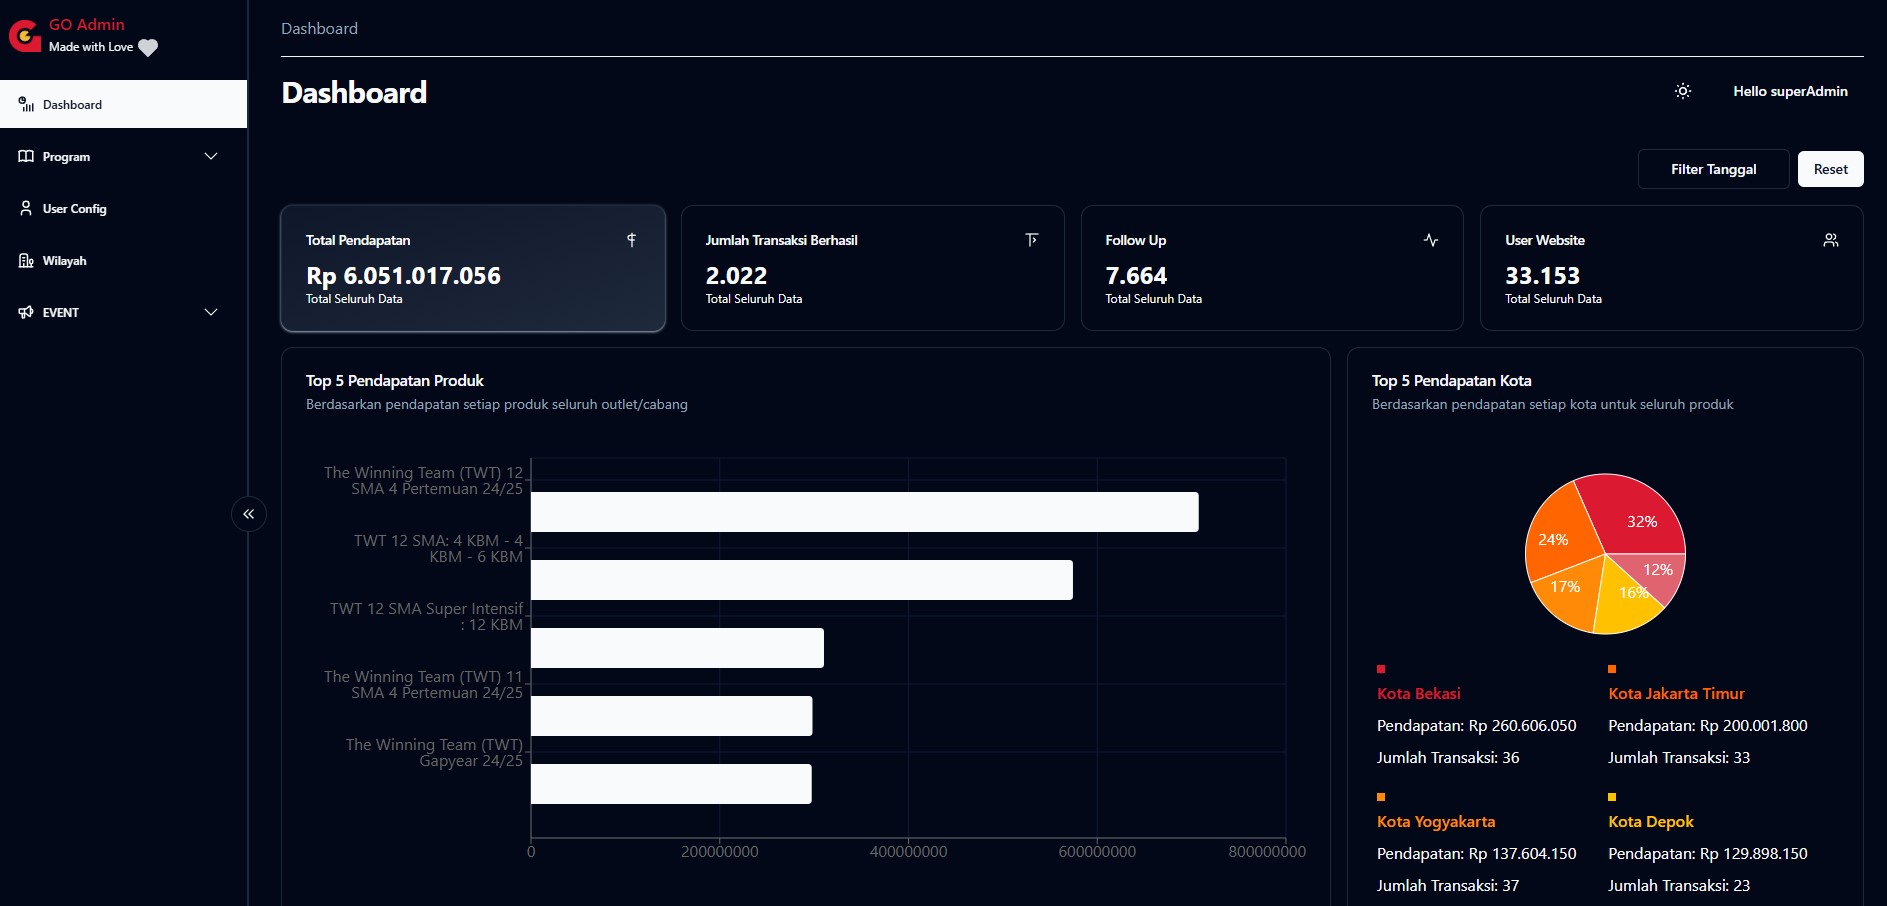 GO Admin
Made with Love
Dashboard
Program
User Config
Wilayah
EVENT
Dashboard
Dashboard
Hello superAdmin
Filter Tanggal
Reset
Total Pendapatan
Rp 6.051.017.056
Total Seluruh Data
Jumlah Transaksi Berhasil
2.022
Total Seluruh Data
Follow Up
7.664
Total Seluruh Data
User Website
33.153
Total Seluruh Data
Top 5 Pendapatan Produk
Berdasarkan pendapatan setiap produk seluruh outlet/cabang
The Winning Team (TWT) 12
SMA 4 Pertemuan 24/25
TWT 12 SMA: 4 KBM - 4
KBM - 6 KBM
TWT 12 SMA Super Intensif
: 12 KBM
The Winning Team (TWT) 11
SMA 4 Pertemuan 24/25
The Winning Team (TWT)
Gapyear 24/25
0
200000000
400000000
600000000
800000000
Top 5 Pendapatan Kota
Berdasarkan pendapatan setiap kota untuk seluruh produk
32%
24%
17%
16%
12%
Kota Bekasi
Pendapatan: Rp 260.606.050
Jumlah Transaksi: 36
Kota Jakarta Timur
Pendapatan: Rp 200.001.800
Jumlah Transaksi: 33
Kota Yogyakarta
Pendapatan: Rp 137.604.150
Jumlah Transaksi: 37
Kota Depok
Pendapatan: Rp 129.898.150
Jumlah Transaksi: 23